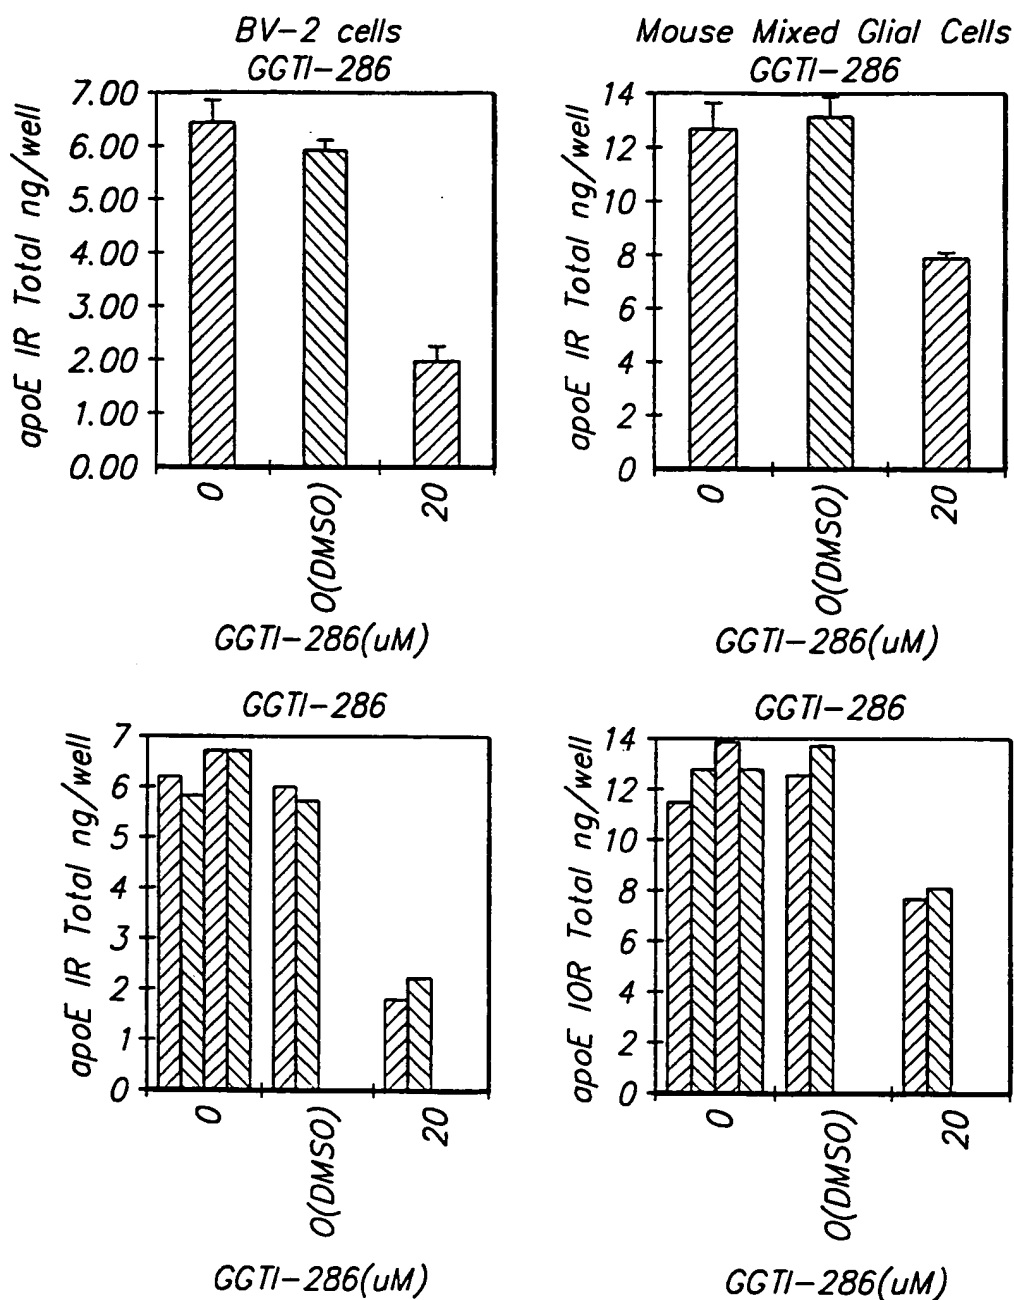 BV-2 cells
GGTI-286
7.00
6.00
5.00
4.00
3.00
2.00
1.00
0.00
apoE IR Total ng/well
0
O(DMSO)
20
GGTI-286(uM)
Mouse Mixed Glial Cells
GGTI-286
14
12
10
8
6
4
2
0
apoE IR Total ng/well
0
O(DMSO)
20
GGTI-286(uM)
GGTI-286
7
6
5
4
3
2
1
0
apoE IR Total ng/well
0
O(DMSO)
20
GGTI-286(uM)
GGTI-286
14
12
10
8
6
4
2
0
apoE IOR Total ng/well
0
O(DMSO)
20
GGTI-286(uM)